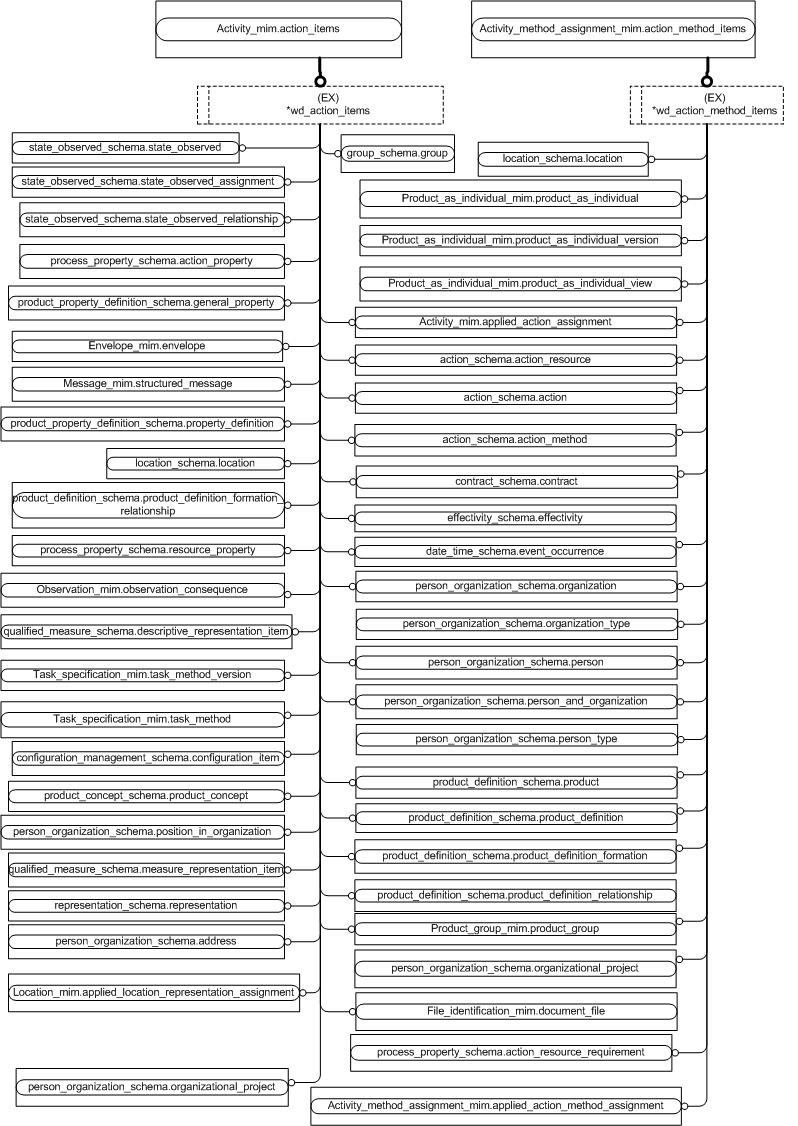 Activity_mim.action_items
Activity_method_assignment_mim.action_method_items
(EX)
*wd_action_items
(EX)
*wd_action_method_items
state_observed_schema.state_observed
state_observed_schema.state_observed_assignment
state_observed_schema.state_observed_relationship
process_property_schema.action_property
product_property_definition_schema.general_property
Envelope_mim.envelope
Message_mim.structured_message
product_property_definition_schema.property_definition
location_schema.location
product_definition_schema.product_definition_formation_
relationship
process_property_schema.resource_property
Observation_mim.observation_consequence
qualified_measure_schema.descriptive_representation_item
Task_specification_mim.task_method_version
Task_specification_mim.task_method
configuration_management_schema.configuration_item
product_concept_schema.product_concept
person_organization_schema.position_in_organization
qualified_measure_schema.measure_representation_item
representation_schema.representation
person_organization_schema.address
Location_mim.applied_location_representation_assignment
person_organization_schema.organizational_project
group_schema.group
location_schema.location
Product_as_individual_mim.product_as_individual
Product_as_individual_mim.product_as_individual_version
Product_as_individual_mim.product_as_individual_view
Activity_mim.applied_action_assignment
action_schema.action_resource
action_schema.action
action_schema.action_method
contract_schema.contract
effectivity_schema.effectivity
date_time_schema.event_occurrence
person_organization_schema.organization
person_organization_schema.organization_type
person_organization_schema.person
person_organization_schema.person_and_organization
person_organization_schema.person_type
product_definition_schema.product
product_definition_schema.product_definition
product_definition_schema.product_definition_formation
product_definition_schema.product_definition_relationship
Product_group_mim.product_group
person_organization_schema.organizational_project
File_identification_mim.document_file
process_property_schema.action_resource_requirement
Activity_method_assignment_mim.applied_action_method_assignment